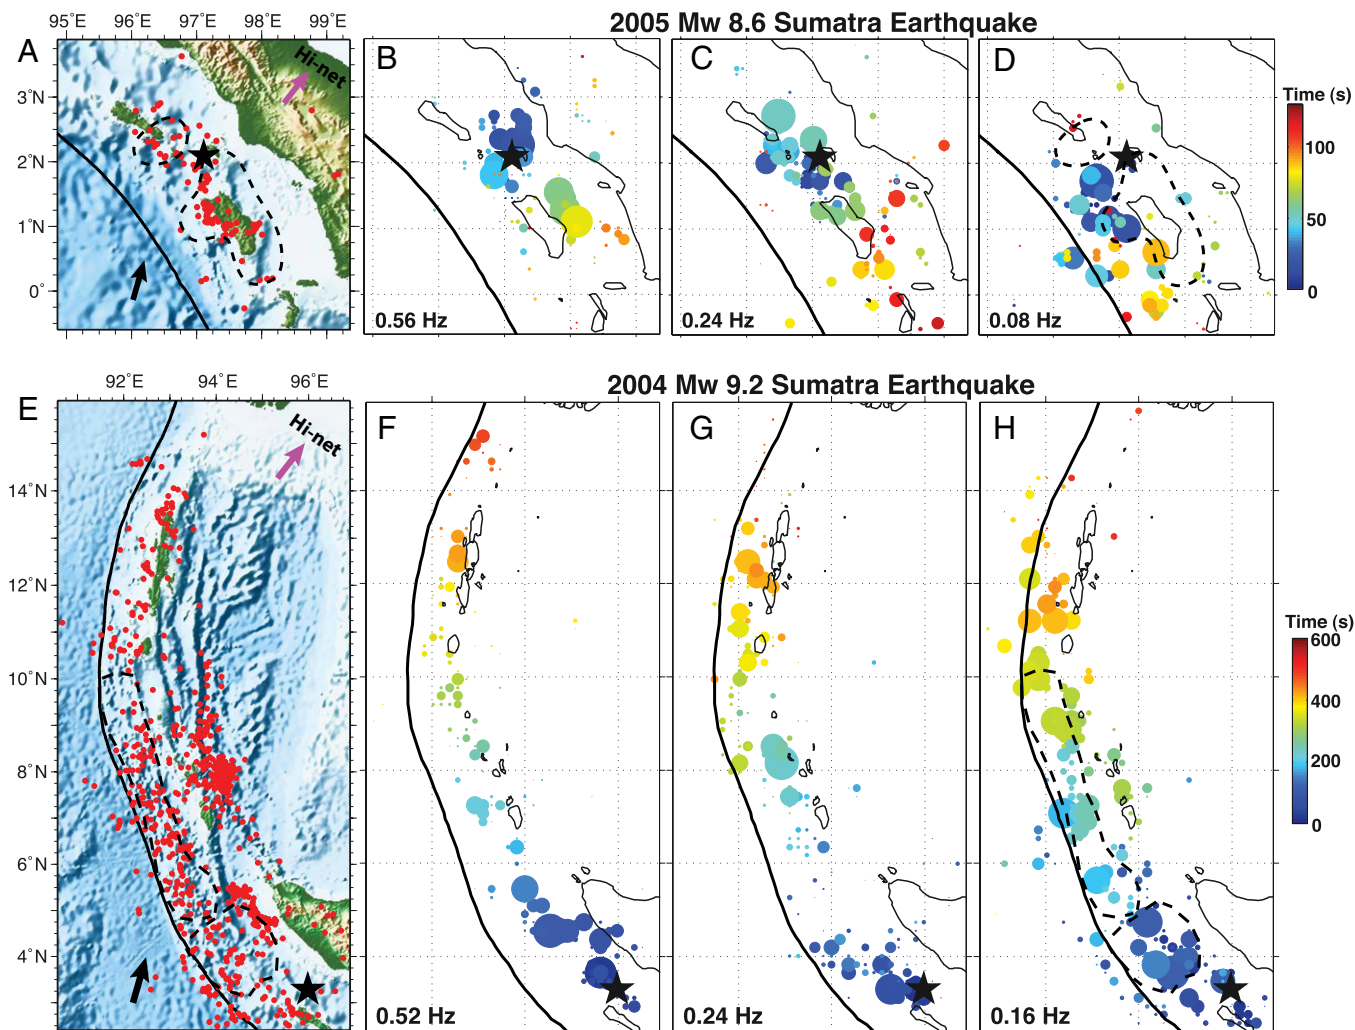 2005 Mw 8.6 Sumatra Earthquake
95°E 96°E 97°E 98°E 99°E
A
Hi-net
3°N
2°N
1°N
0°
B
0.56 Hz
C
0.24 Hz
D
0.08 Hz
Time (s)
100
50
0
2004 Mw 9.2 Sumatra Earthquake
92°E 94°E 96°E
E
Hi-net
14°N
12°N
10°N
8°N
6°N
4°N
F
0.52 Hz
G
0.24 Hz
H
0.16 Hz
Time (s)
600
400
200
0